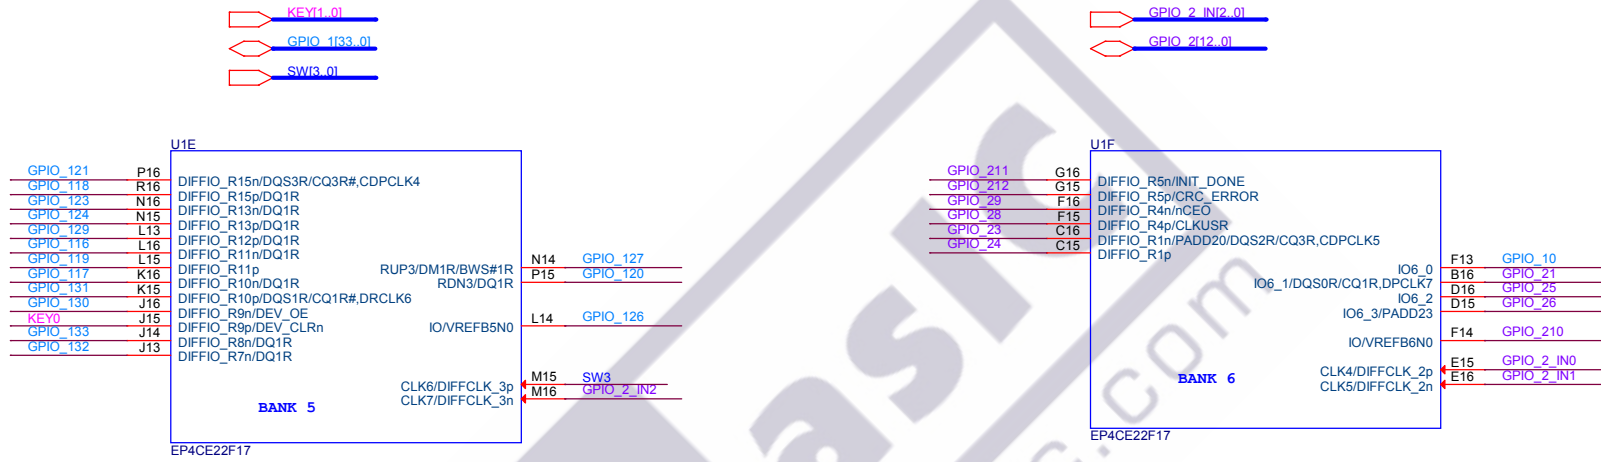 KEY[1..0]
GPIO_1[33..0]
SW[3..0]
GPIO_2_IN[2..0]
GPIO_2[12..0]
U1E
GPIO_121 P16 DIFFIO_R15n/DQS3R/CQ3R#,CDPCLK4
GPIO_118 R16 DIFFIO_R15p/DQ1R
GPIO_123 N16 DIFFIO_R13n/DQ1R
GPIO_124 N15 DIFFIO_R13p/DQ1R
GPIO_129 L13 DIFFIO_R12p/DQ1R
GPIO_116 L16 DIFFIO_R11n/DQ1R
GPIO_119 L15 DIFFIO_R11p
GPIO_117 K16 DIFFIO_R10n/DQ1R
GPIO_131 K15 DIFFIO_R10p/DQS1R/CQ1R#,DRCLK6
GPIO_130 J16 DIFFIO_R9n/DEV_OE
KEY0 J15 DIFFIO_R9p/DEV_CLRn
GPIO_133 J14 DIFFIO_R8n/DQ1R
GPIO_132 J13 DIFFIO_R7n/DQ1R
RUP3/DM1R/BWS#1R N14 GPIO_127
RDN3/DQ1R P15 GPIO_120
IO/VREFB5N0 L14 GPIO_126
CLK6/DIFFCLK_3p M15 SW3
CLK7/DIFFCLK_3n M16 GPIO_2_IN2
BANK 5
EP4CE22F17
U1F
GPIO_211 G16 DIFFIO_R5n/INIT_DONE
GPIO_212 G15 DIFFIO_R5p/CRC_ERROR
GPIO_29 F16 DIFFIO_R4n/nCEO
GPIO_28 F15 DIFFIO_R4p/CLKUSR
GPIO_23 C16 DIFFIO_R1n/PADD20/DQS2R/CQ3R,CDPCLK5
GPIO_24 C15 DIFFIO_R1p
IO6_0 F13 GPIO_10
IO6_1/DQS0R/CQ1R,DPCLK7 B16 GPIO_21
IO6_2 D16 GPIO_25
IO6_3/PADD23 D15 GPIO_26
IO/VREFB6N0 F14 GPIO_210
CLK4/DIFFCLK_2p E15 GPIO_2_IN0
CLK5/DIFFCLK_2n E16 GPIO_2_IN1
BANK 6
EP4CE22F17
asic
s.com